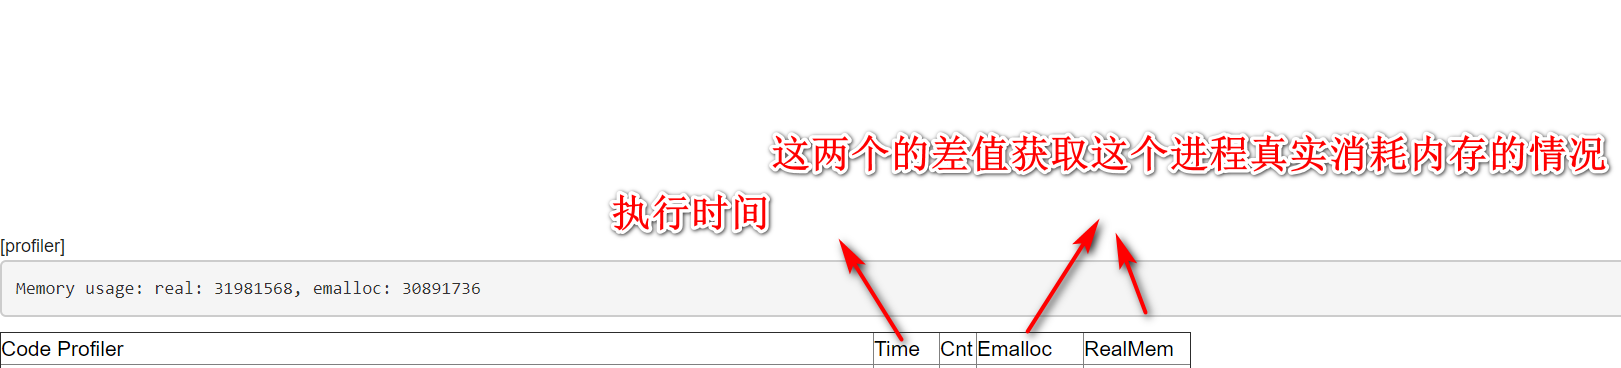 这两个的差值获取这个进程真实消耗内存的情况
执行时间
[profiler]
Memory usage: real: 31981568, emalloc: 30891736
Code Profiler Time Cnt Emalloc RealMem